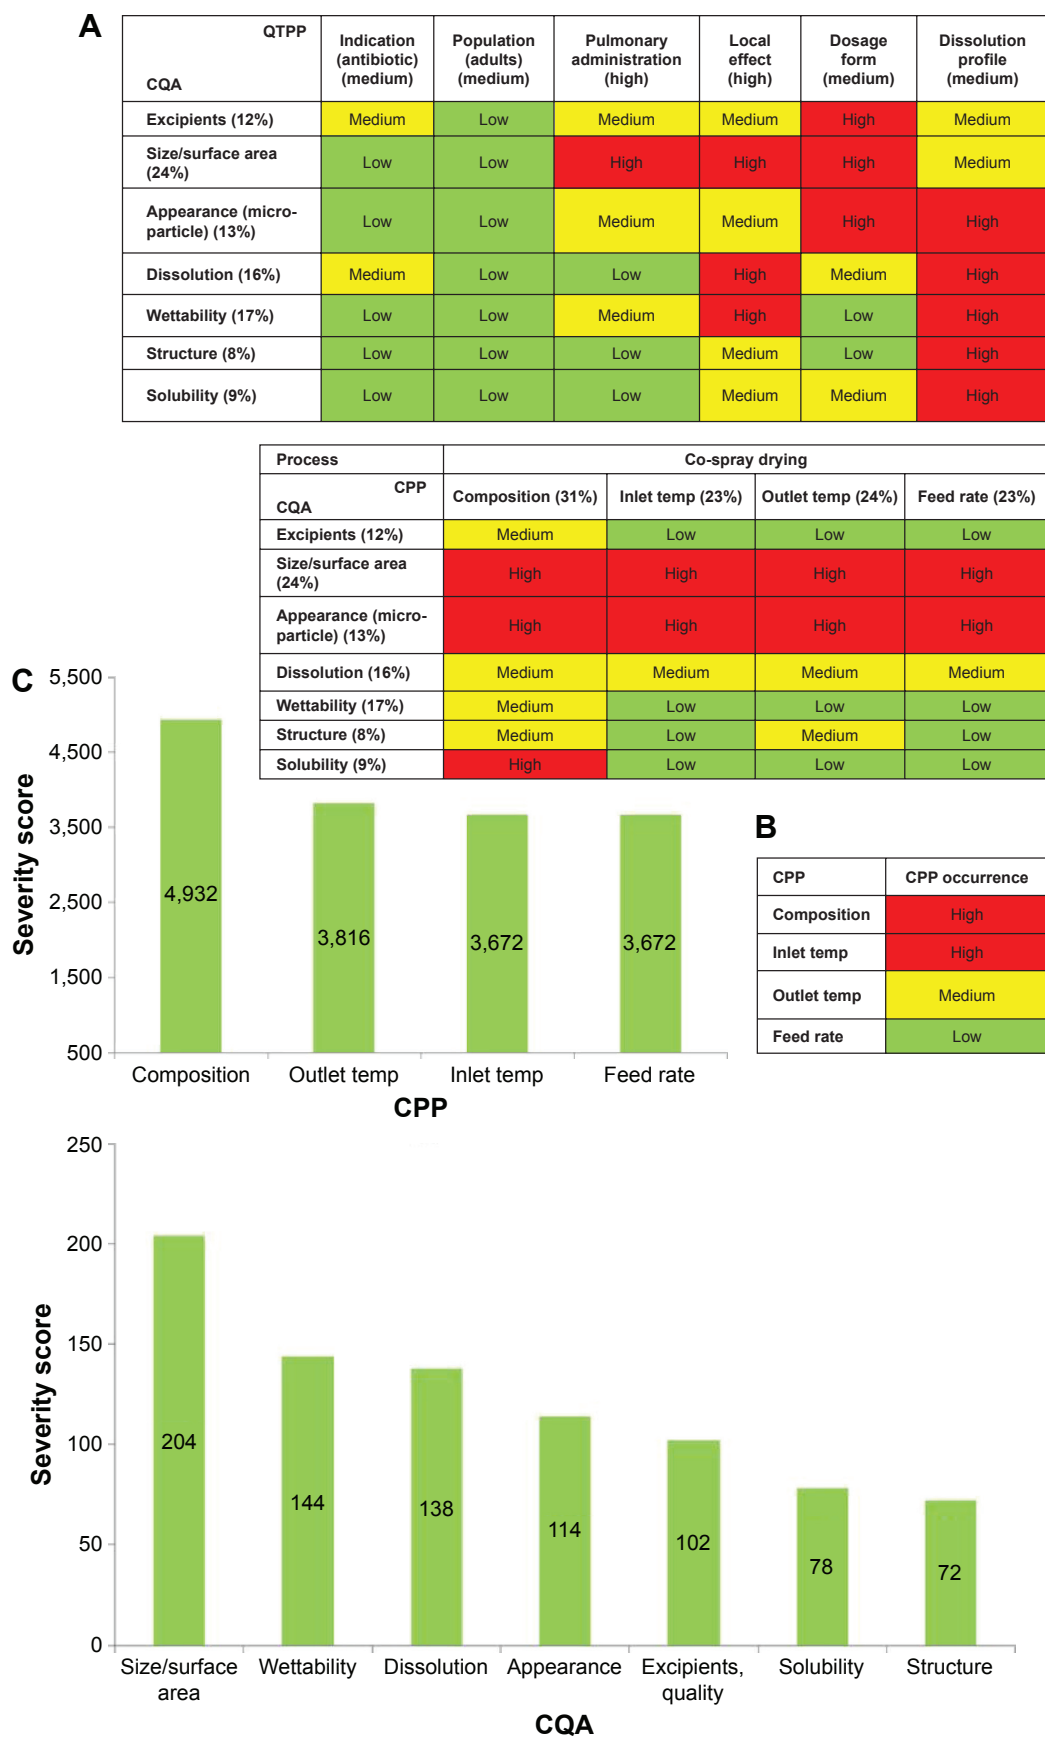 A
QTPP
CQA
Indication
(antibiotic)
(medium)
Population
(adults)
(medium)
Pulmonary
administration
(high)
Local
effect
(high)
Dosage
form
(medium)
Dissolution
profile
(medium)
Excipients (12%) Medium Low Medium Medium High Medium
Size/surface area
(24%)
Low Low High High High Medium
Appearance (micro-
particle) (13%)
Low Low Medium Medium High High
Dissolution (16%) Medium Low Low High Medium High
Wettability (17%) Low Low Medium High Low High
Structure (8%) Low Low Low Medium Low High
Solubility (9%) Low Low Low Medium Medium High
Process Co-spray drying
CPP
CQA
Composition (31%) Inlet temp (23%) Outlet temp (24%) Feed rate (23%)
Excipients (12%) Medium Low Low Low
Size/surface area
(24%)
High High High High
Appearance (micro-
particle) (13%)
High High High High
Dissolution (16%) Medium Medium Medium Medium
Wettability (17%) Medium Low Low Low
Structure (8%) Medium Low Medium Low
Solubility (9%) High Low Low Low
B
CPP CPP occurrence
Composition High
Inlet temp High
Outlet temp Medium
Feed rate Low
C
Severity score
5,500
4,500
3,500
2,500
1,500
500
4,932
3,816
3,672
3,672
Composition Outlet temp Inlet temp Feed rate
CPP
Severity score
250
200
150
100
50
0
204
144
138
114
102
78
72
Size/surface
area
Wettability
Dissolution
Appearance
Excipients,
quality
Solubility
Structure
CQA